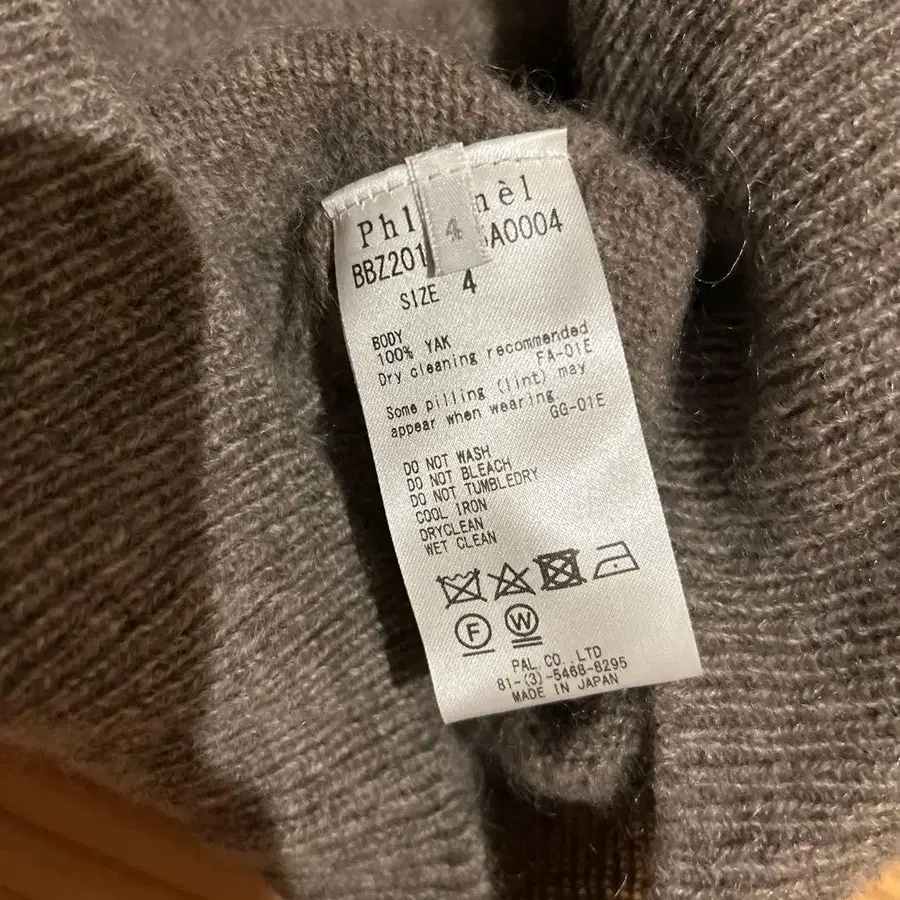 4
Phl nèl
BBZ201 A0004
SIZE 4
BODY
100% YAK
Dry cleaning recommended
FA-01E
Some pilling (lint) may
appear when wearing
GG-01E
DO NOT WASH
DO NOT BLEACH
DO NOT TUMBLEDRY
COOL IRON
DRYCLEAN
WET CLEAN
F W
PAL.CO.,LTD
81-(3)-5468-8295
MADE IN JAPAN